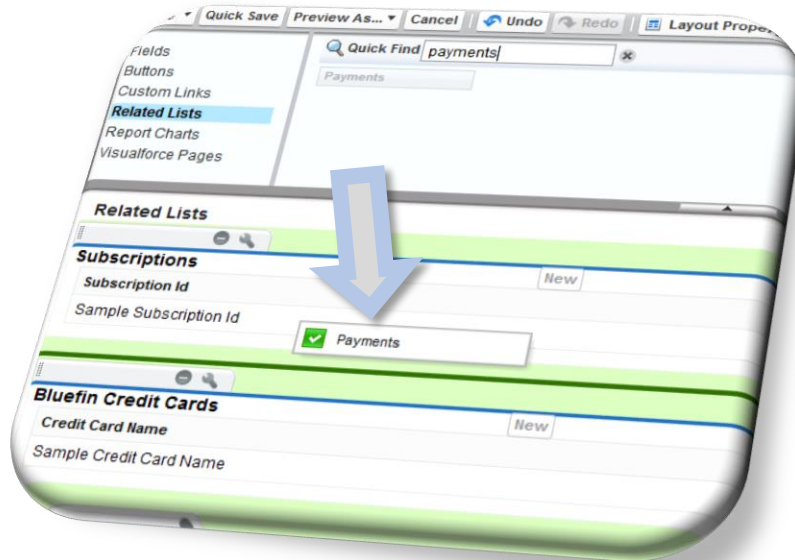 Quick Save Preview As... Cancel Undo Redo Layout Proper
Fields
Buttons
Custom Links
Related Lists
Report Charts
Visualforce Pages
Quick Find payments
Payments
Related Lists
Subscriptions
New
Subscription Id
Sample Subscription Id
Payments
Bluefin Credit Cards
New
Credit Card Name
Sample Credit Card Name